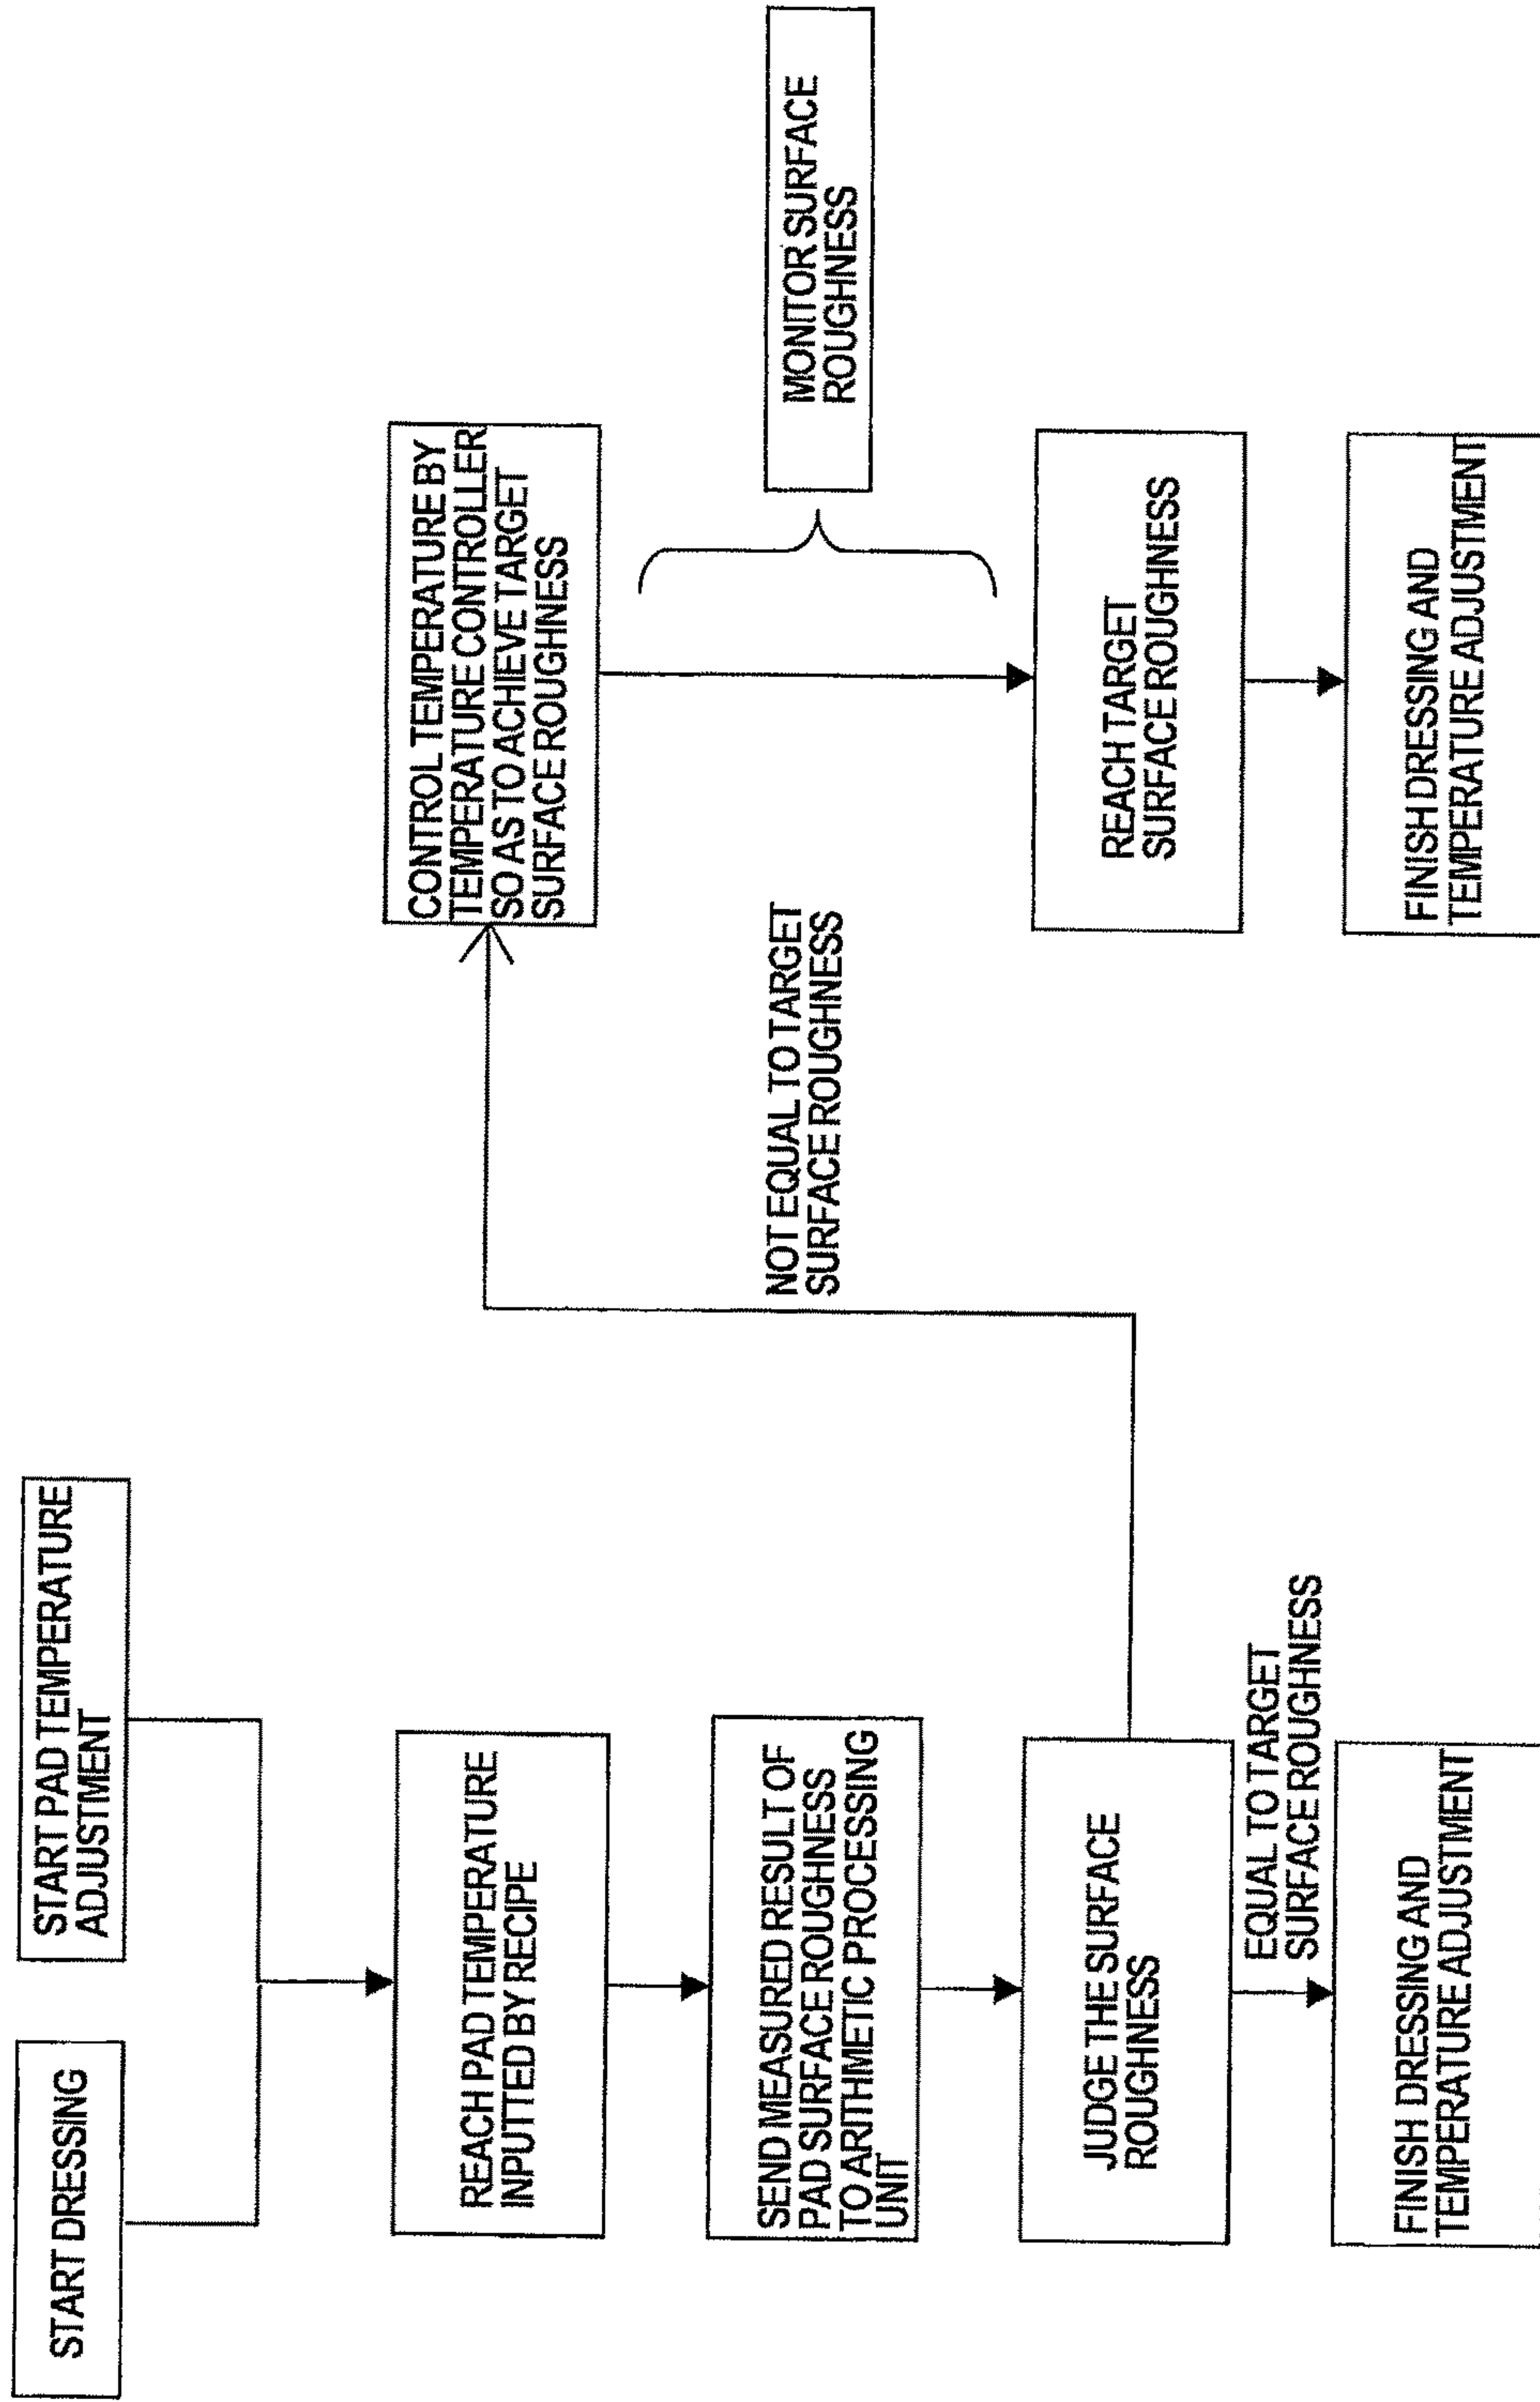 START DRESSING
START PAD TEMPERATURE
ADJUSTMENT
REACH PAD TEMPERATURE
INPUTTED BY RECIPE
SEND MEASURED RESULT OF
PAD SURFACE ROUGHNESS
TO ARITHMETIC PROCESSING
UNIT
JUDGE THE SURFACE
ROUGHNESS
EQUAL TO TARGET
SURFACE ROUGHNESS
FINISH DRESSING AND
TEMPERATURE ADJUSTMENT
NOT EQUAL TO TARGET
SURFACE ROUGHNESS
CONTROL TEMPERATURE BY
TEMPERATURE CONTROLLER
SO AS TO ACHIEVE TARGET
SURFACE ROUGHNESS
MONITOR SURFACE
ROUGHNESS
REACH TARGET
SURFACE ROUGHNESS
FINISH DRESSING AND
TEMPERATURE ADJUSTMENT